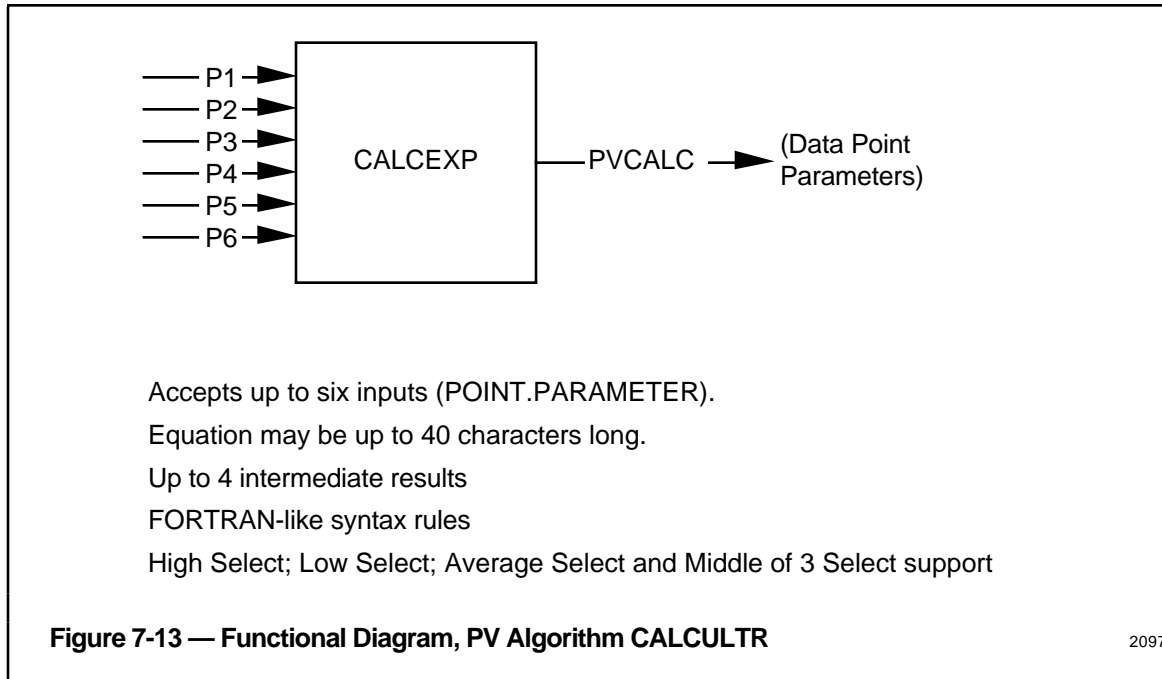 P1
P2
P3
P4
P5
P6
CALCEXP
PVCALC
(Data Point
Parameters)
Accepts up to six inputs (POINT.PARAMETER).
Equation may be up to 40 characters long.
Up to 4 intermediate results
FORTRAN-like syntax rules
High Select; Low Select; Average Select and Middle of 3 Select support
Figure 7-13 — Functional Diagram, PV Algorithm CALCULTR
2097